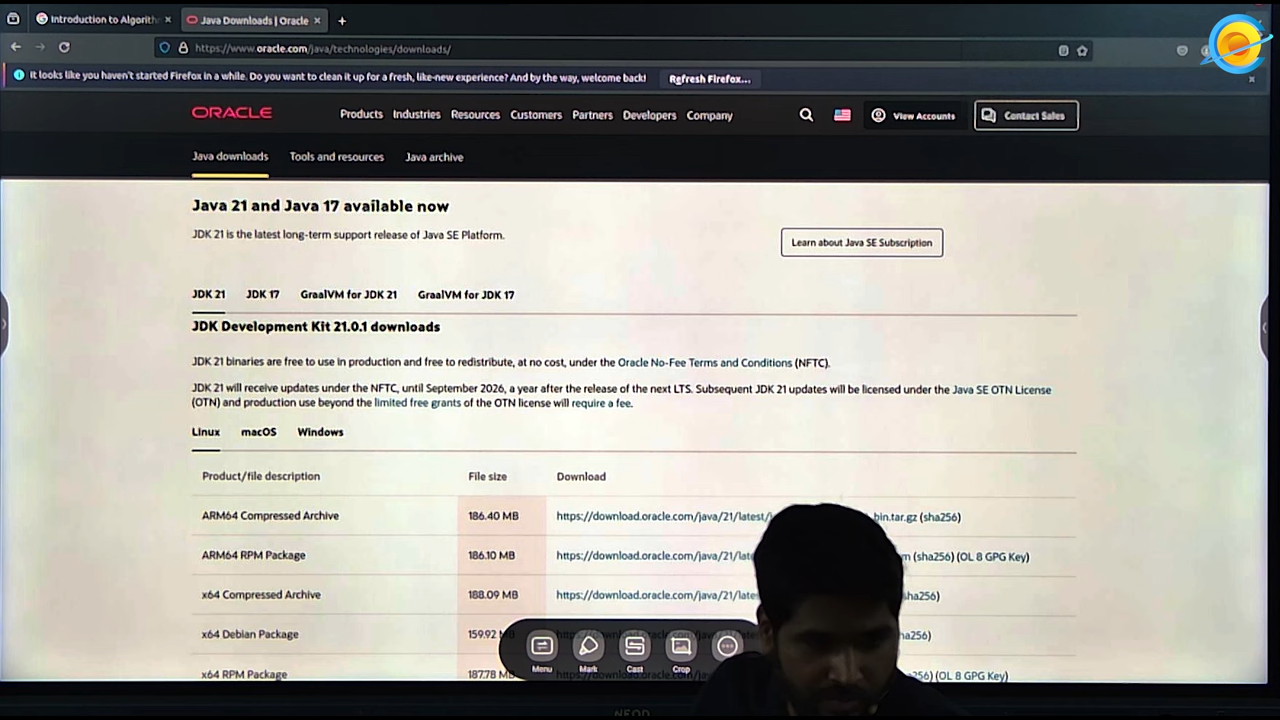 Introduction to Algorith
Java Downloads | Oracle
https://www.oracle.com/java/technologies/downloads/
It looks like you haven't started Firefox in a while. Do you want to clean it up for a fresh, like-new experience? And by the way, welcome back!
Refresh Firefox...
ORACLE
Products Industries Resources Customers Partners Developers Company
View Accounts
Contact Sales
Java downloads Tools and resources Java archive
Java 21 and Java 17 available now
JDK 21 is the latest long-term support release of Java SE Platform.
Learn about Java SE Subscription
JDK 21 JDK 17 GraalVM for JDK 21 GraalVM for JDK 17
JDK Development Kit 21.0.1 downloads
JDK 21 binaries are free to use in production and free to redistribute, at no cost, under the Oracle No-Fee Terms and Conditions (NFTC).
JDK 21 will receive updates under the NFTC, until September 2026, a year after the release of the next LTS. Subsequent JDK 21 updates will be licensed under the Java SE OTN License
(OTN) and production use beyond the limited free grants of the OTN license will require a fee.
Linux macOS Windows
Product/file description File size Download
ARM64 Compressed Archive 186.40 MB https://download.oracle.com/java/21/latest/ bin.tar.gz (sha256)
ARM64 RPM Package 186.10 MB https://download.oracle.com/java/21/late m (sha256) (OL 8 GPG Key)
x64 Compressed Archive 188.09 MB https://download.oracle.com/java/21/late sha256)
x64 Debian Package 159.92 ha256)
x64 RPM Package 187.78 MB 256) (OL 8 GPG Key)
Menu Mark Cast Crop